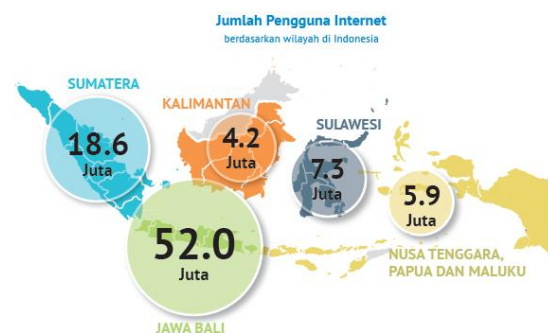 Jumlah Pengguna Internet
berdasarkan wilayah di Indonesia
SUMATERA
18.6
Juta
KALIMANTAN
4.2
Juta
SULAWESI
7.3
Juta
5.9
Juta
NUSA TENGGARA,
PAPUA DAN MALUKU
52.0
Juta
JAWA BALI